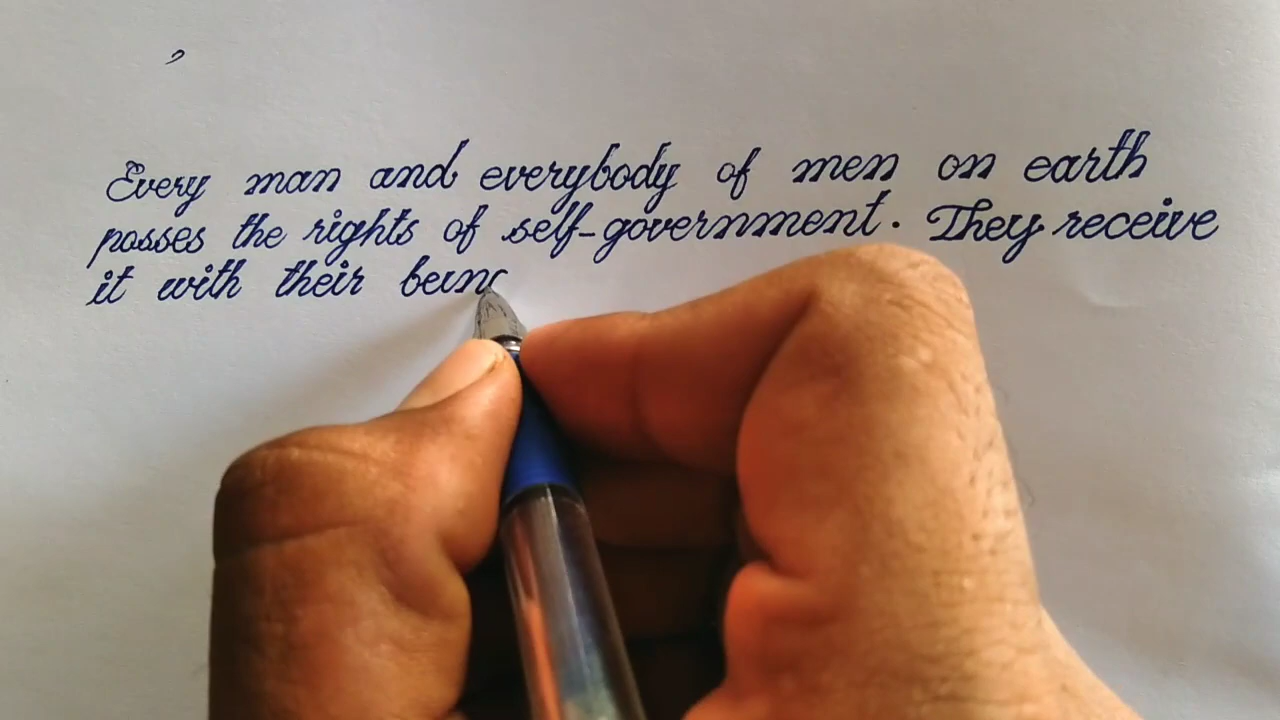 Every man and everybody of men on earth
posses the rights of self-government. They receive
it with their being